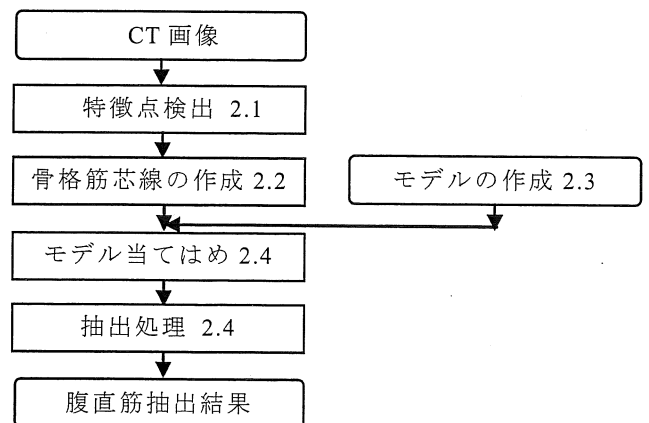 CT 画像
特徴点検出 2.1
骨格筋芯線の作成2.2
モデルの作成 2.3
モデル当てはめ 2.4
抽出処理 2.4
腹直筋抽出結果